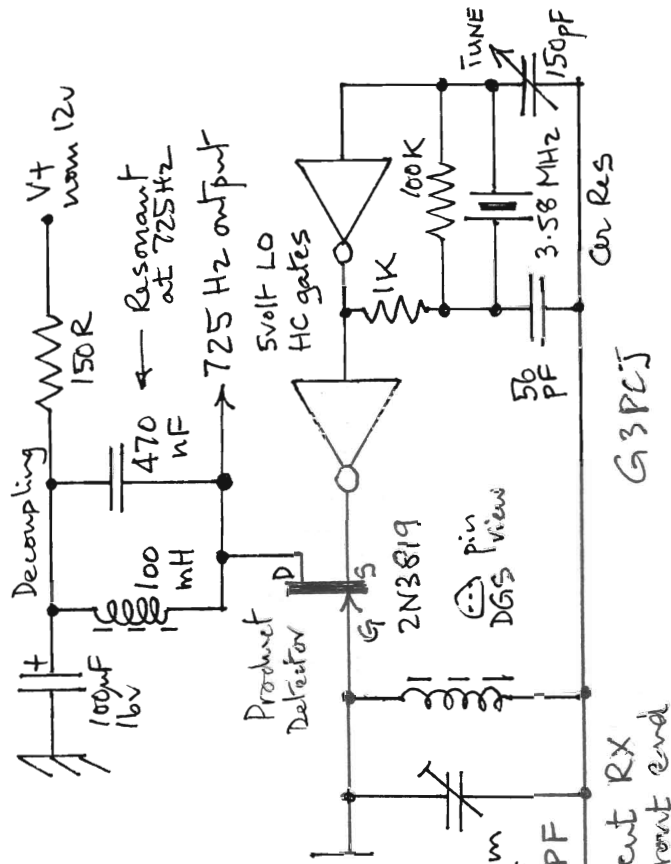 V+
nom 12v
150R
Decoupling
Resonant
at 725Hz
100µF
16v
+
100
mH
470
nF
725 Hz output
5volt LO
HC gates
Product
Detector
D
G
S
2N3819
pin
view
DGS
1K
100K
TUNE
150pF
3.58 MHz
Cer Res
56
pF
G3PCJ
m
PF
RX
end